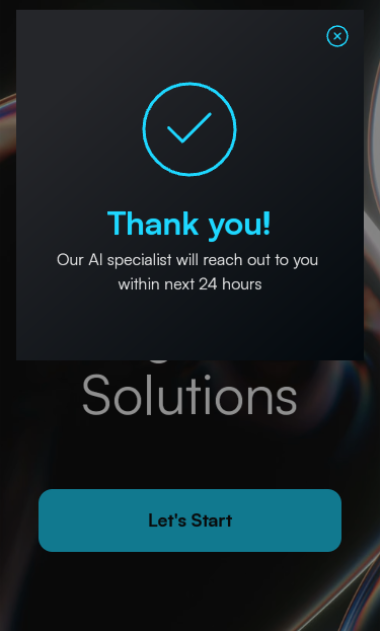 Thank you!
Our AI specialist will reach out to you
within next 24 hours
Solutions
Let's Start